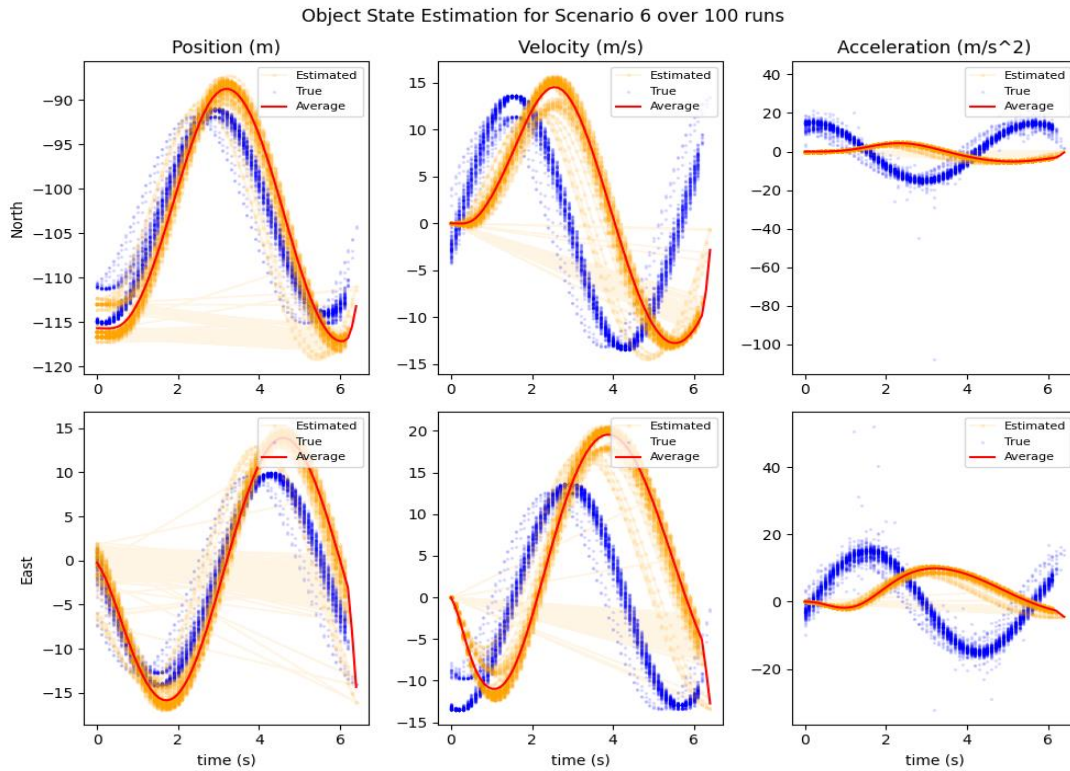 Object State Estimation for Scenario 6 over 100 runs
Position (m)
Velocity (m/s)
Acceleration (m/s^2)
North
−90
−95
−100
−105
−110
−115
−120
0
2
4
6
Estimated
True
Average
15
10
5
0
−5
−10
−15
0
2
4
6
Estimated
True
Average
40
20
0
−20
−40
−60
−80
−100
0
2
4
6
Estimated
True
Average
East
15
10
5
0
−5
−10
−15
0
2
4
6
time (s)
Estimated
True
Average
20
15
10
5
0
−5
−10
−15
0
2
4
6
time (s)
Estimated
True
Average
40
20
0
−20
0
2
4
6
time (s)
Estimated
True
Average